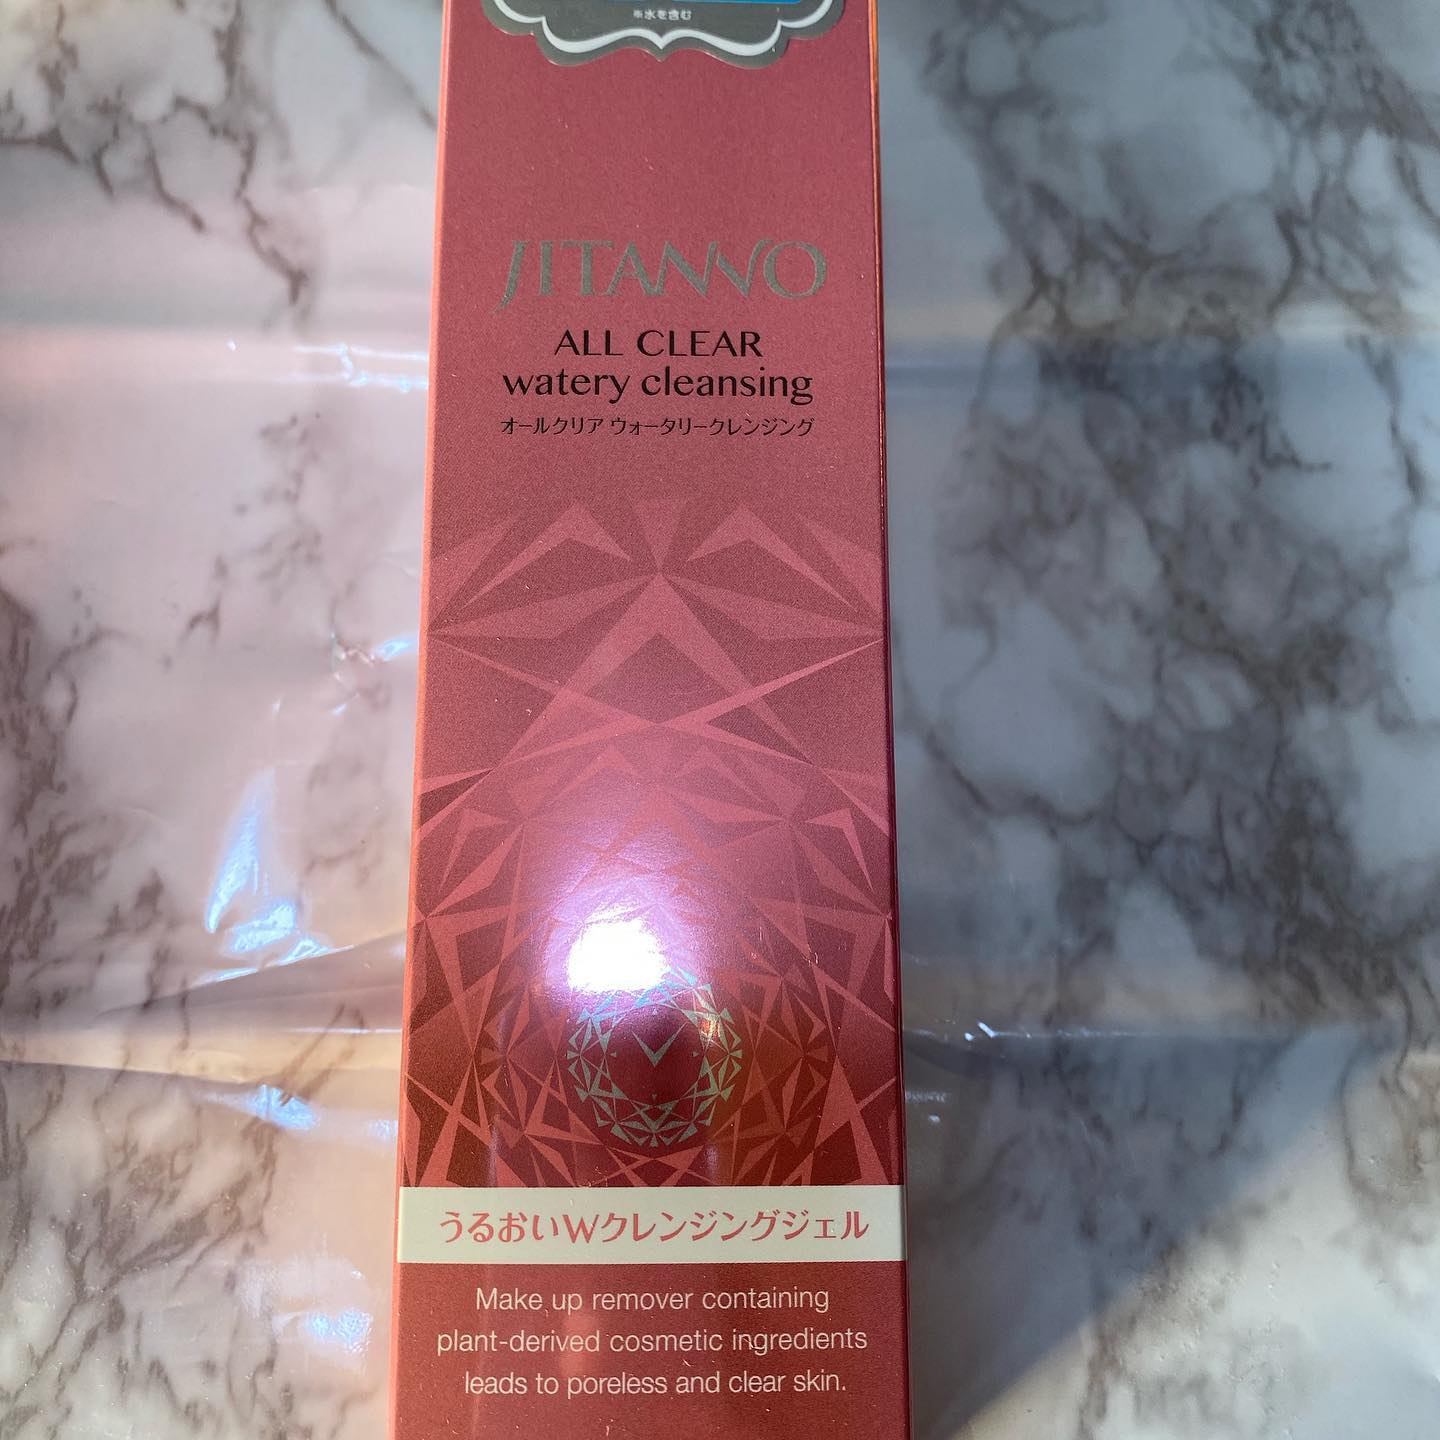 ※水を含む
JITANVO
ALL CLEAR
watery cleansing
オールクリア ウォータリークレンジング
うるおいWクレンジングジェル
Make up remover containing
plant-derived cosmetic ingredients
leads to poreless and clear skin.